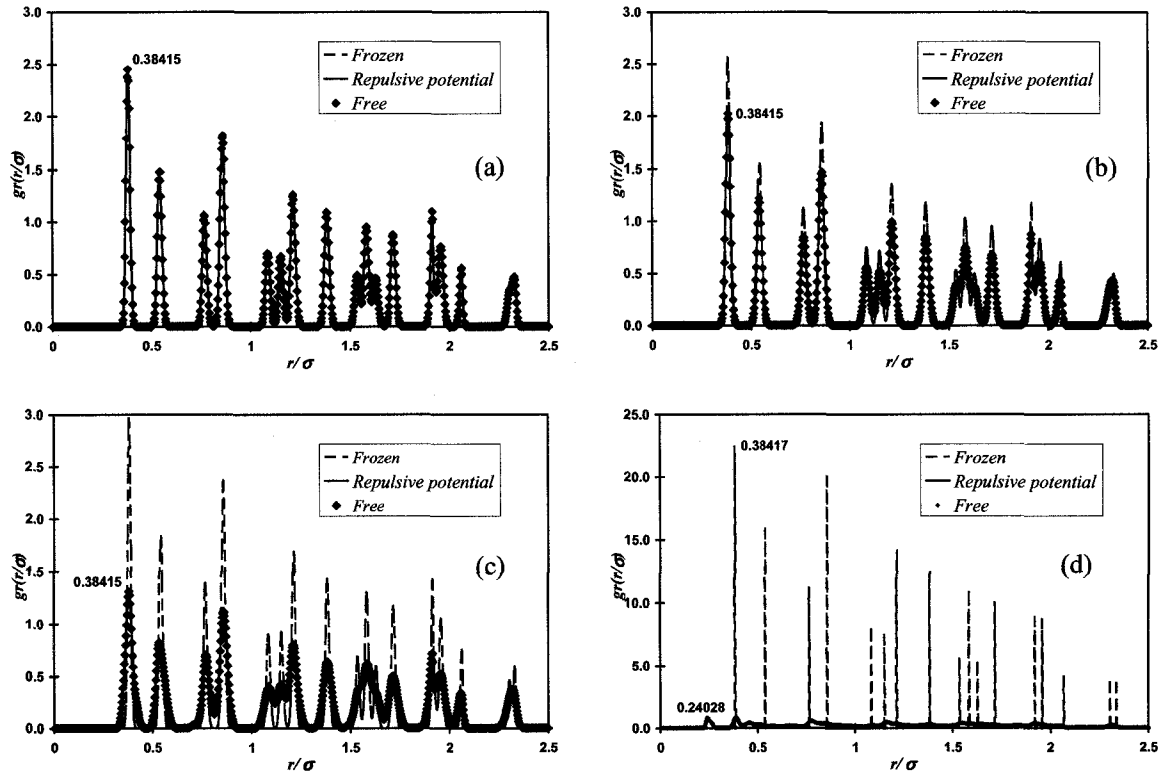 3.0
2.5
2.0
1.5
1.0
0.5
0.0
gr(r/σ)
0.38415
Frozen
Repulsive potential
Free
(a)
0 0.5 1 1.5 2 2.5
r/σ
3.0
2.5
2.0
1.5
1.0
0.5
0.0
gr(r/σ)
0.38415
Frozen
Repulsive potential
Free
(b)
0 0.5 1 1.5 2 2.5
r/σ
3.0
2.5
2.0
1.5
1.0
0.5
0.0
gr(r/σ)
0.38415
Frozen
Repulsive potential
Free
(c)
0 0.5 1 1.5 2 2.5
r/σ
25.0
20.0
15.0
10.0
5.0
0.0
gr(r/σ)
0.38417
0.24028
Frozen
Repulsive potential
Free
(d)
0 0.5 1 1.5 2 2.5
r/σ